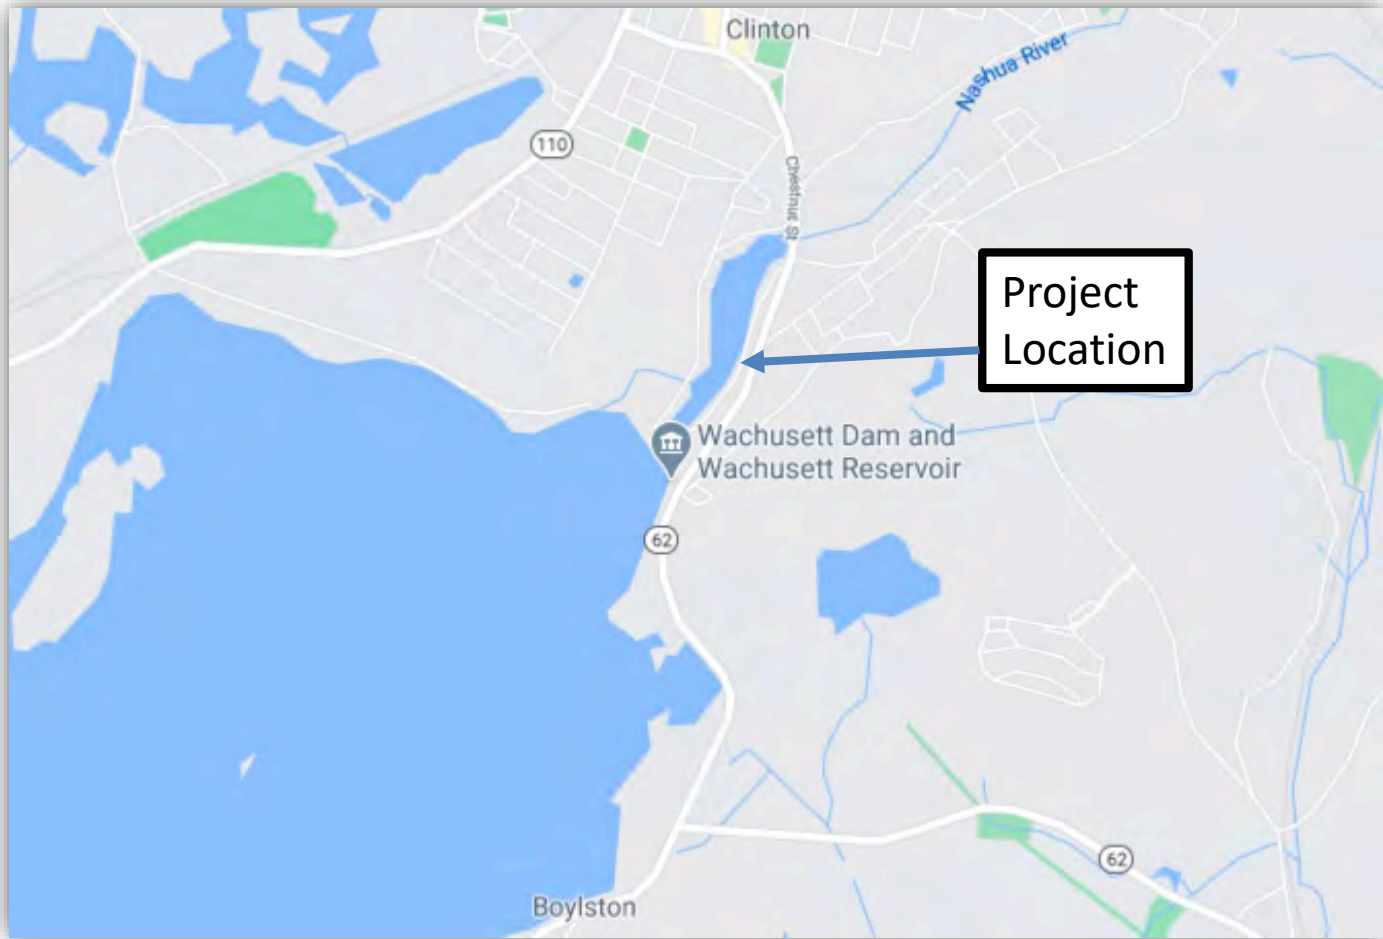 Clinton
Nashua River
110
Chestnut St
Project
Location
Wachusett Dam and
Wachusett Reservoir
62
62
Boylston